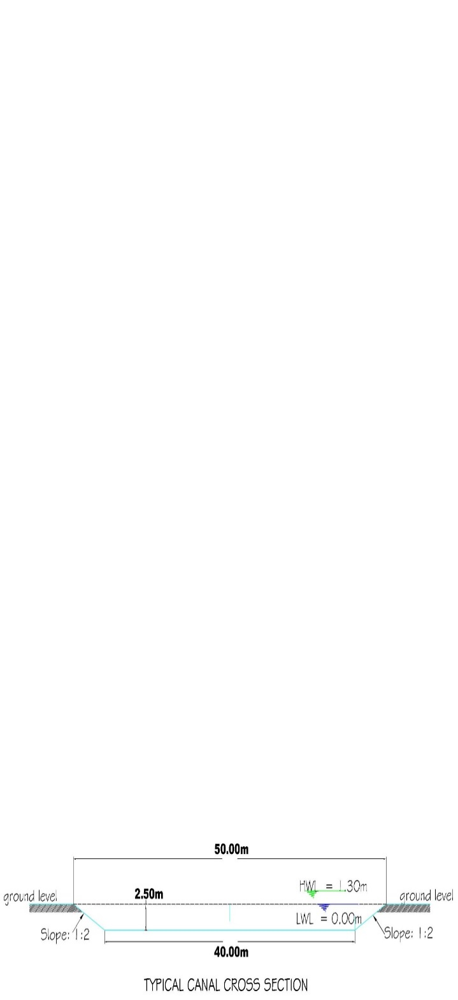 50.00m
HWL = 1.30m
ground level
2.50m
ground level
LWL = 0.00m
Slope: 1:2
Slope: 1:2
40.00m
TYPICAL CANAL CROSS SECTION